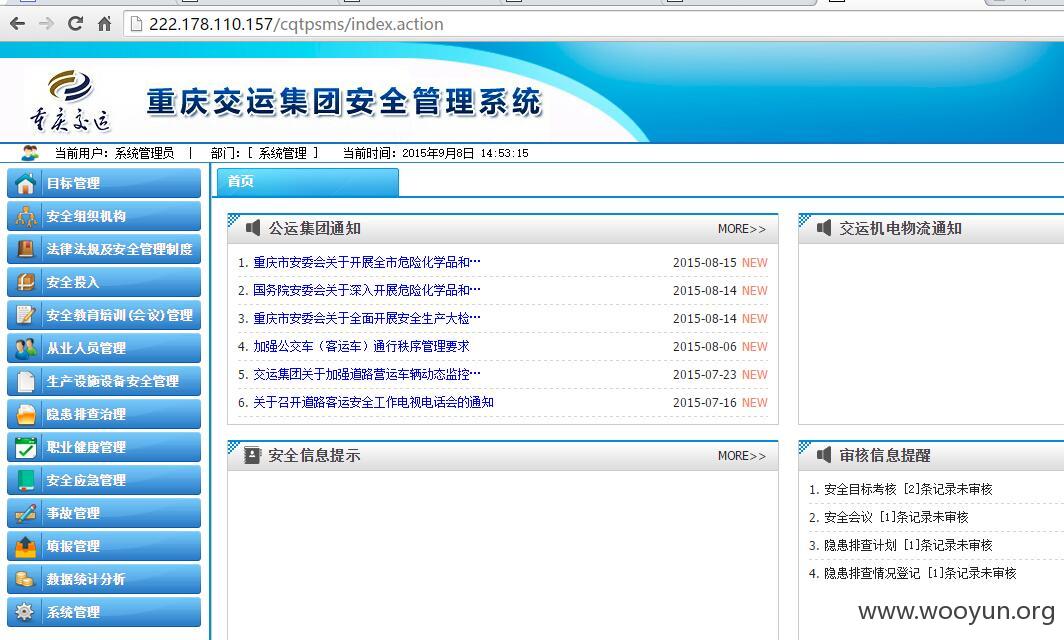 222.178.110.157/cqtpsms/index.action
重庆交运 重庆交运集团安全管理系统
当前用户：系统管理员 | 部门：[ 系统管理 ] 当前时间：2015年9月8日 14:53:15
目标管理
安全组织机构
法律法规及安全管理制度
安全投入
安全教育培训(会议)管理
从业人员管理
生产设施设备安全管理
隐患排查治理
职业健康管理
安全应急管理
事故管理
填报管理
数据统计分析
系统管理
首页
公运集团通知 MORE>>
1. 重庆市安委会关于开展全市危险化学品和… 2015-08-15 NEW
2. 国务院安委会关于深入开展危险化学品和… 2015-08-14 NEW
3. 重庆市安委会关于全面开展安全生产大检… 2015-08-14 NEW
4. 加强公交车（客运车）通行秩序管理要求 2015-08-06 NEW
5. 交运集团关于加强道路营运车辆动态监控… 2015-07-23 NEW
6. 关于召开道路客运安全工作电视电话会的通知 2015-07-16 NEW
交运机电物流通知
安全信息提示 MORE>>
审核信息提醒
1. 安全目标考核 [2]条记录未审核
2. 安全会议 [1]条记录未审核
3. 隐患排查计划 [1]条记录未审核
4. 隐患排查情况登记 [1]条记录未审核
www.wooyun.org